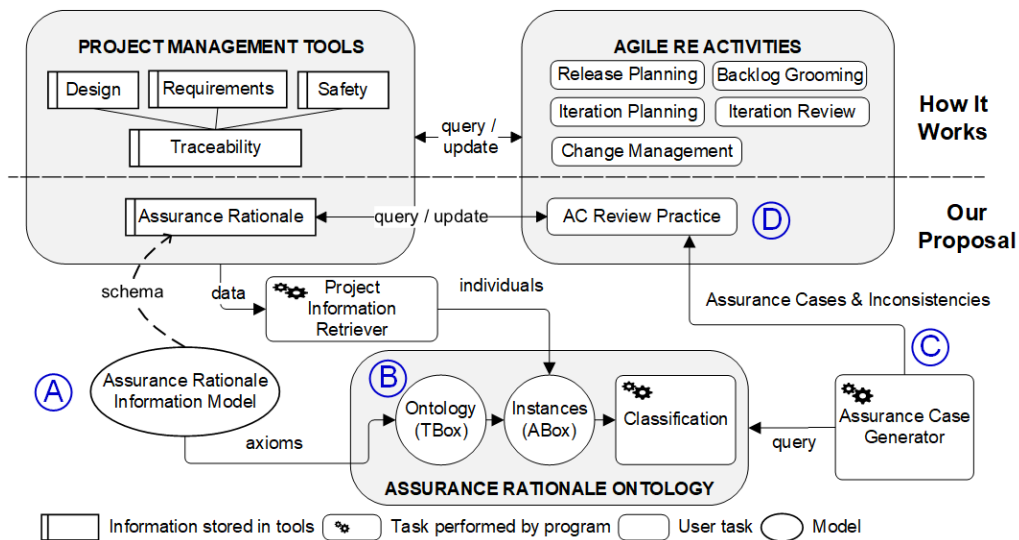 PROJECT MANAGEMENT TOOLS
Design
Requirements
Safety
Traceability
AGILE RE ACTIVITIES
Release Planning
Backlog Grooming
Iteration Planning
Iteration Review
Change Management
How It
Works
query /
update
Assurance Rationale
query / update
AC Review Practice
D
Our
Proposal
schema
data
Project
Information
Retriever
individuals
Assurance Cases & Inconsistencies
A
Assurance Rationale
Information Model
axioms
B
Ontology
(TBox)
Instances
(ABox)
Classification
query
C
Assurance Case
Generator
ASSURANCE RATIONALE ONTOLOGY
Information stored in tools
Task performed by program
User task
Model